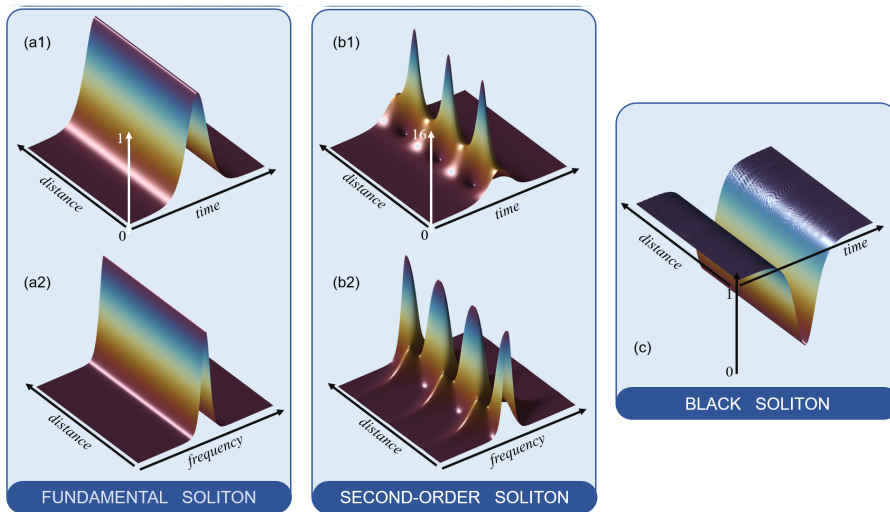 (a1)
1
distance
time
0
(a2)
distance
frequency
FUNDAMENTAL SOLITON
(b1)
16
distance
time
0
(b2)
distance
frequency
SECOND-ORDER SOLITON
distance
time
1
(c)
0
BLACK SOLITON